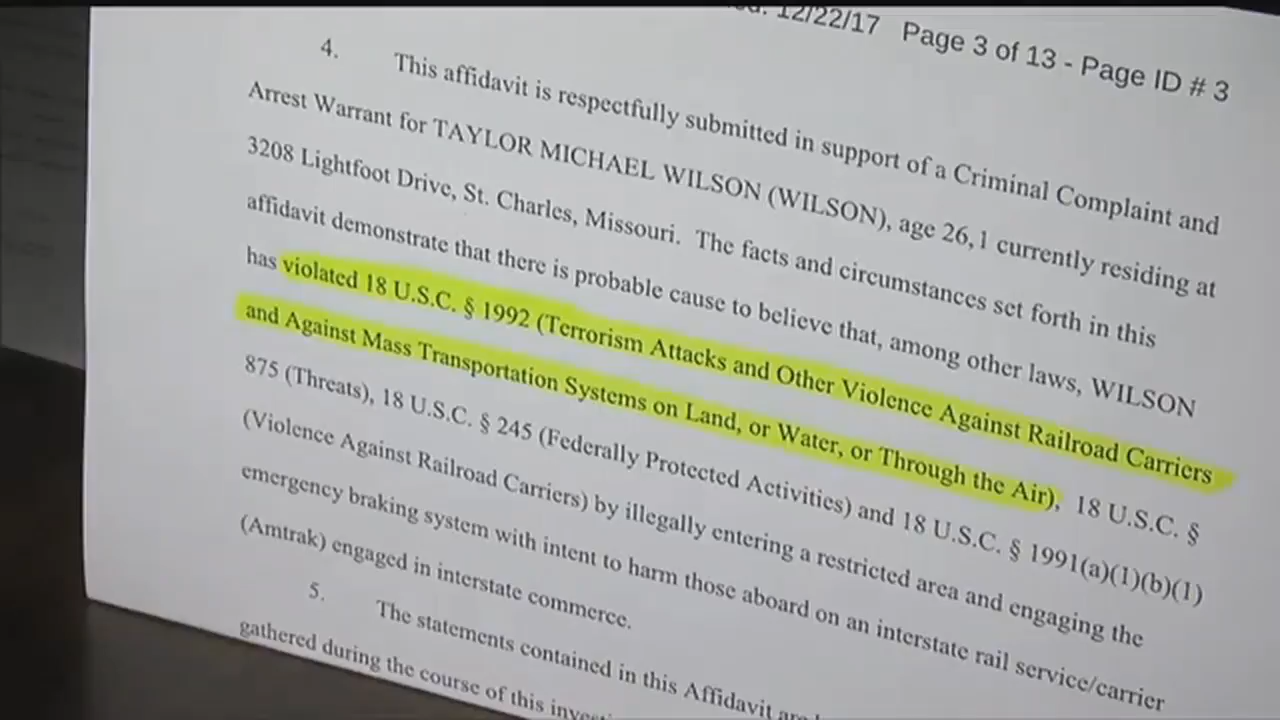 12/22/17 Page 3 of 13 - Page ID # 3
4. This affidavit is respectfully submitted in support of a Criminal Complaint and
Arrest Warrant for TAYLOR MICHAEL WILSON (WILSON), age 26,1 currently residing at
3208 Lightfoot Drive, St. Charles, Missouri. The facts and circumstances set forth in this
affidavit demonstrate that there is probable cause to believe that, among other laws, WILSON
has violated 18 U.S.C. § 1992 (Terrorism Attacks and Other Violence Against Railroad Carriers
and Against Mass Transportation Systems on Land, or Water, or Through the Air), 18 U.S.C. §
875 (Threats), 18 U.S.C. § 245 (Federally Protected Activities) and 18 U.S.C. § 1991(a)(1)(b)(1)
(Violence Against Railroad Carriers) by illegally entering a restricted area and engaging the
emergency braking system with intent to harm those aboard on an interstate rail service/carrier
(Amtrak) engaged in interstate commerce.
5. The statements contained in this Affidavit are
gathered during the course of this